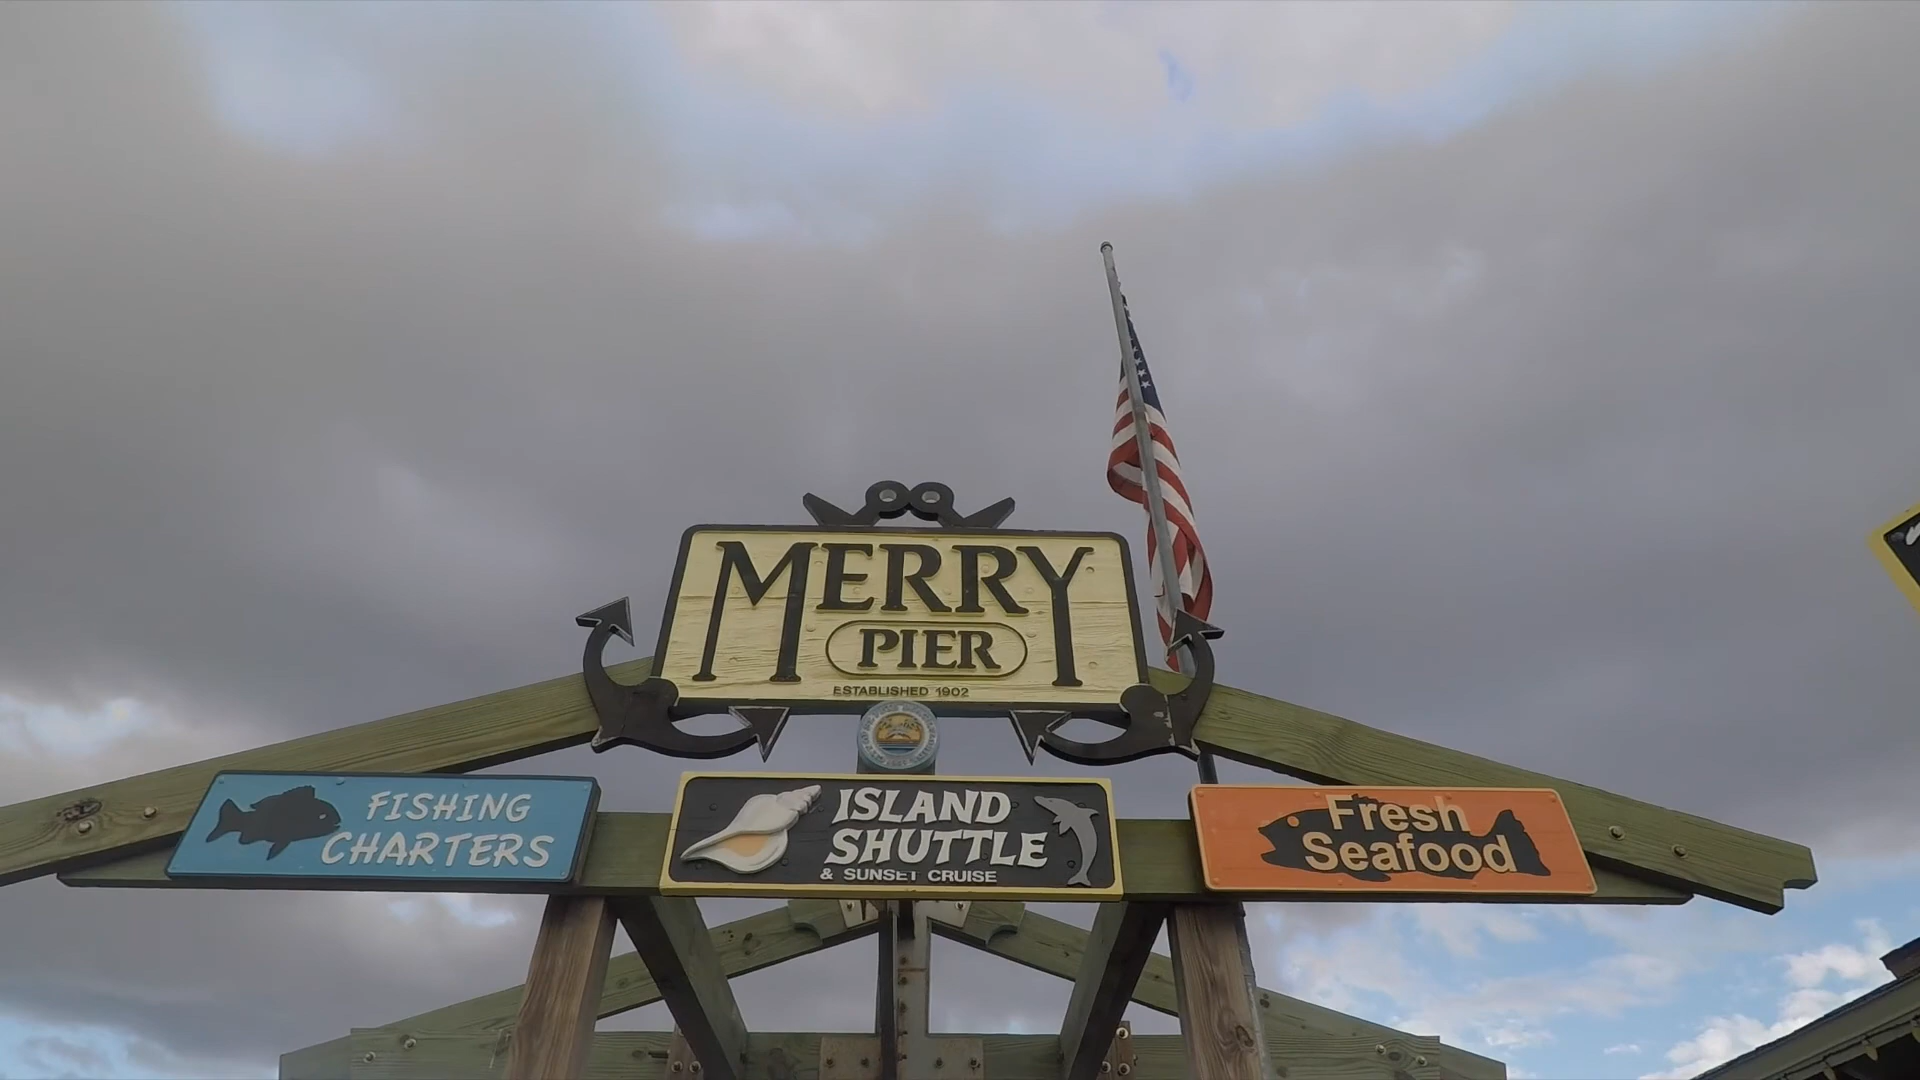 MERRY
PIER
ESTABLISHED 1902
FISHING
CHARTERS
ISLAND
SHUTTLE
& SUNSET CRUISE
Fresh
Seafood